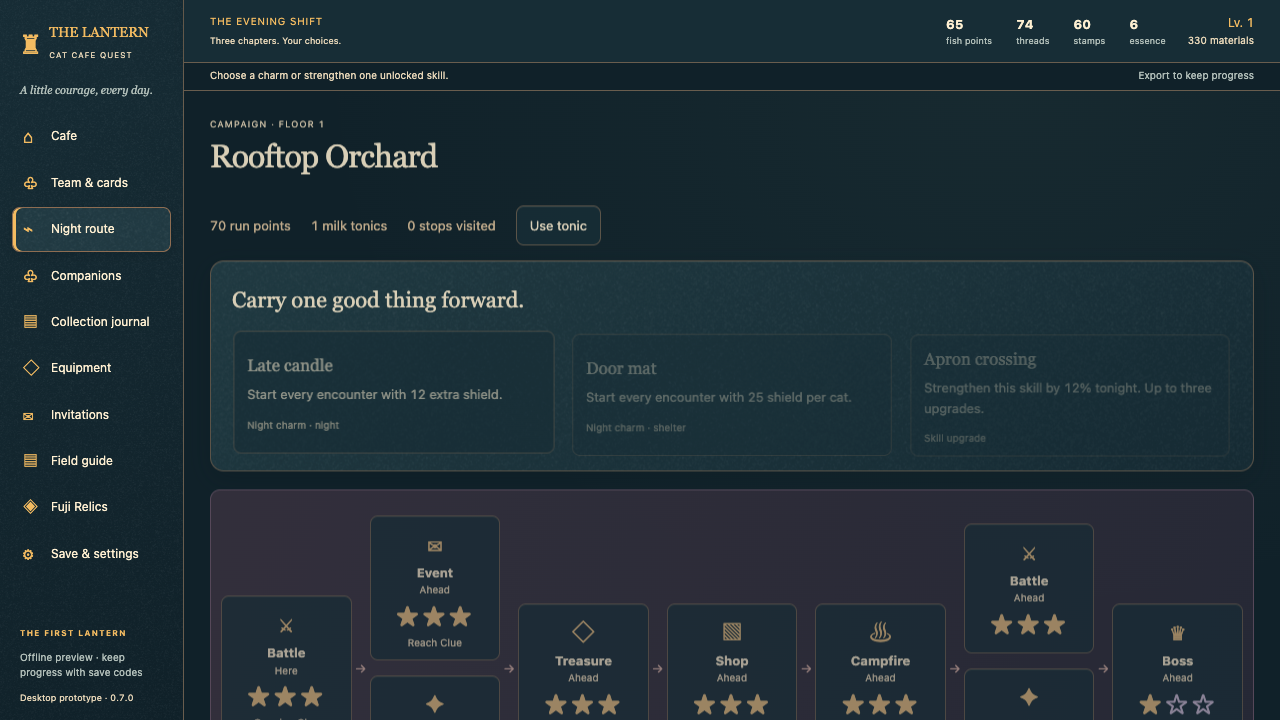 THE LANTERN
CAT CAFE QUEST
A little courage, every day.
Cafe
Team & cards
Night route
Companions
Collection journal
Equipment
Invitations
Field guide
Fuji Relics
Save & settings
THE FIRST LANTERN
Offline preview · keep
progress with save codes
Desktop prototype · 0.7.0
THE EVENING SHIFT
Three chapters. Your choices.
65
fish points
74
threads
60
stamps
6
essence
Lv. 1
330 materials
Choose a charm or strengthen one unlocked skill.
Export to keep progress
CAMPAIGN · FLOOR 1
Rooftop Orchard
70 run points
1 milk tonics
0 stops visited
Use tonic
Carry one good thing forward.
Late candle
Start every encounter with 12 extra shield.
Night charm · night
Door mat
Start every encounter with 25 shield per cat.
Night charm · shelter
Apron crossing
Strengthen this skill by 12% tonight. Up to three
upgrades.
Skill upgrade
Battle
Here
Event
Ahead
Reach Clue
Treasure
Ahead
Shop
Ahead
Campfire
Ahead
Battle
Ahead
Boss
Ahead